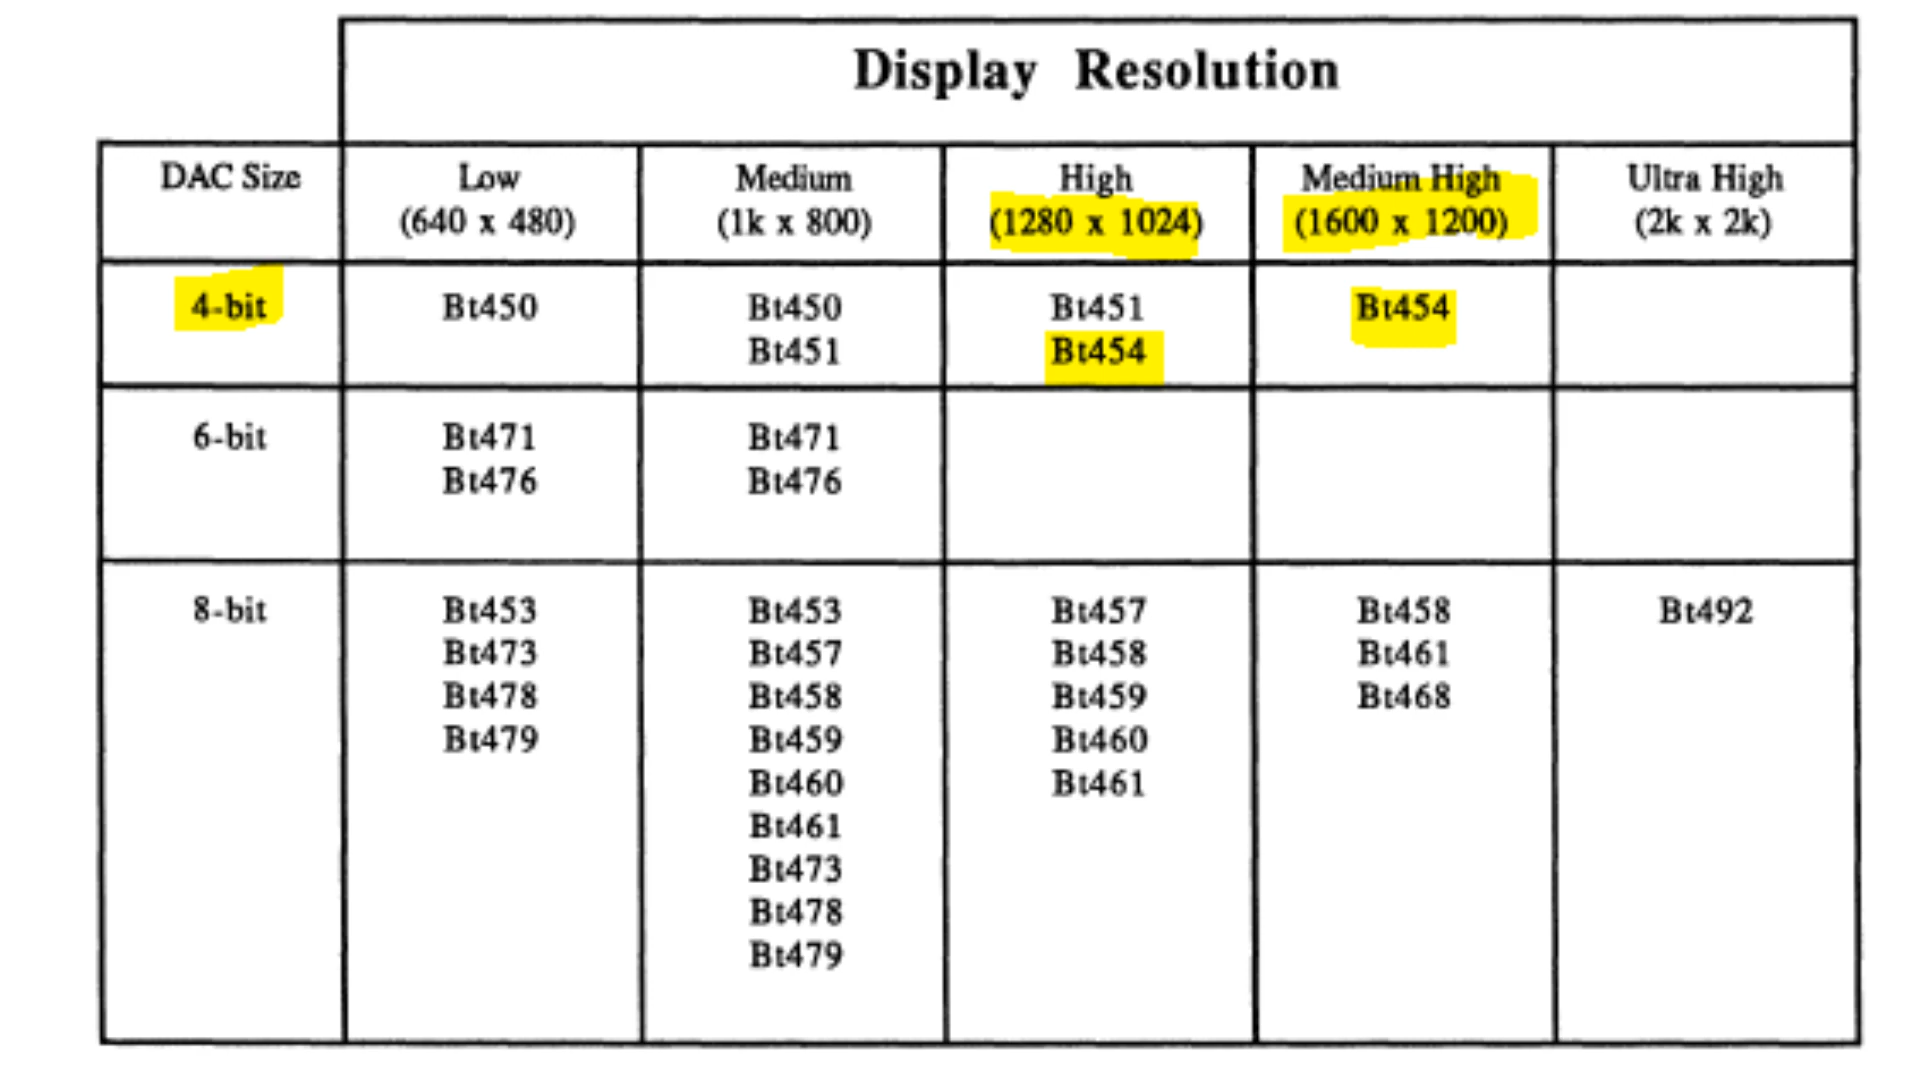 Display Resolution
DAC Size Low Medium High Medium High Ultra High
(640 x 480) (1k x 800) (1280 x 1024) (1600 x 1200) (2k x 2k)
4-bit Bt450 Bt450 Bt451 Bt454
Bt451 Bt454
6-bit Bt471 Bt471
Bt476 Bt476
8-bit Bt453 Bt453 Bt457 Bt458 Bt492
Bt473 Bt457 Bt458 Bt461
Bt478 Bt458 Bt459 Bt468
Bt479 Bt459 Bt460
Bt460 Bt461
Bt461
Bt473
Bt478
Bt479